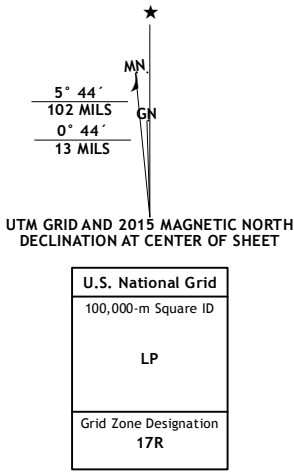 ★
MN
GN
5° 44´
102 MILS
0° 44´
13 MILS
UTM GRID AND 2015 MAGNETIC NORTH
DECLINATION AT CENTER OF SHEET
U.S. National Grid
100,000-m Square ID
LP
Grid Zone Designation
17R